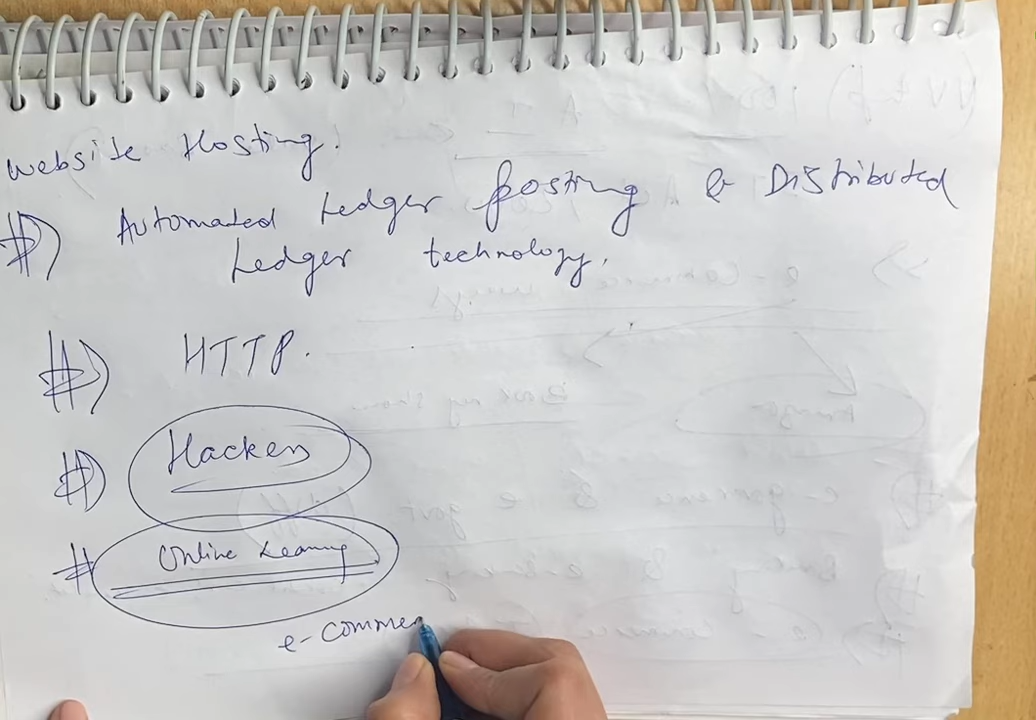 Website Hosting.
#) Automated Ledger Posting & Distributed
Ledger technology.
#) HTTP.
#) Hackers
# Online Learning
e-commer